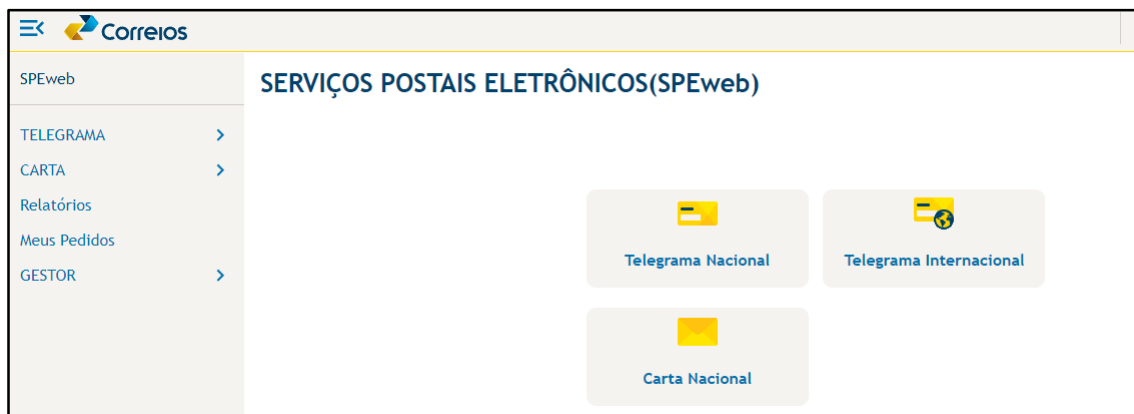 Correios
SPEweb
SERVIÇOS POSTAIS ELETRÔNICOS(SPEweb)
TELEGRAMA
CARTA
Relatórios
Meus Pedidos
GESTOR
Telegrama Nacional
Telegrama Internacional
Carta Nacional